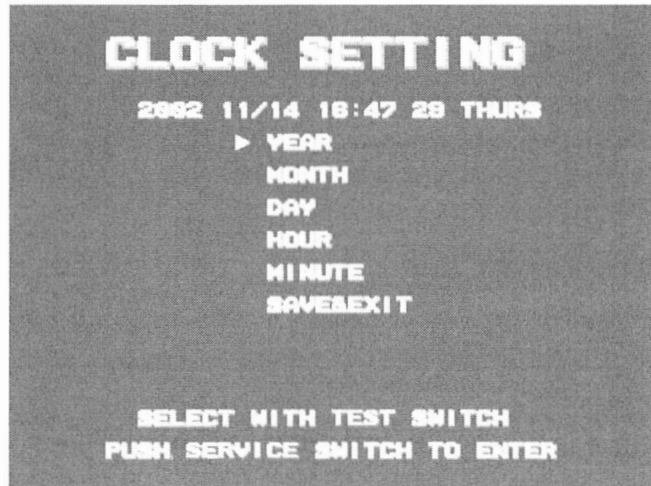 CLOCK SETTING
2002 11/14 16:47 29 THURS
▶ YEAR
MONTH
DAY
HOUR
MINUTE
SAVE&EXIT
SELECT WITH TEST SWITCH
PUSH SERVICE SWITCH TO ENTER